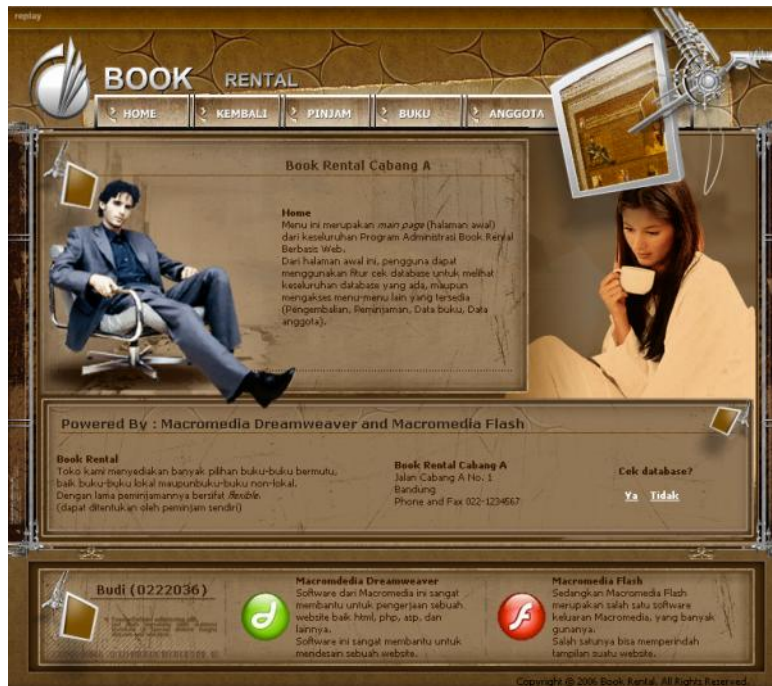 replay
BOOK RENTAL
HOME
KEMBALI
PINJAM
BUKU
ANGGOTA
Book Rental Cabang A
Home
Menu ini merupakan main page (halaman awal)
dari keseluruhan Program Administrasi Book Rental
Berbasis Web.
Dari halaman awal ini, pengguna dapat
menggunakan fitur cek database untuk melihat
keseluruhan database yang ada, maupun
mengakses menu-menu lain yang tersedia
(Pengembalian, Peminjaman, Data buku, Data
anggota).
Powered By : Macromedia Dreamweaver and Macromedia Flash
Book Rental
Toko kami menyediakan banyak pilihan buku-buku bermutu,
baik buku-buku lokal maupunbuku-buku non-lokal.
Dengan lama peminjamannya bersifat flexible.
(dapat ditentukan oleh peminjam sendiri)
Book Rental Cabang A
Jalan Cabang A No. 1
Bandung
Phone and Fax 022-1234567
Cek database?
Ya Tidak
Budi (0222036)
Macromdedia Dreamweaver
Software dari Macromedia ini sangat
membantu untuk pengerjaan sebuah
website baik html, php, asp, dan
lainnya.
Software ini sangat membantu untuk
mendesain sebuah website.
Macromedia Flash
Sedangkan Macromedia Flash
merupakan salah satu software
keluaran Macromedia, yang banyak
gunanya.
Salah satunya bisa memperindah
tampilan suatu website.
Copyright © 2006 Book Rental. All Rights Reserved.